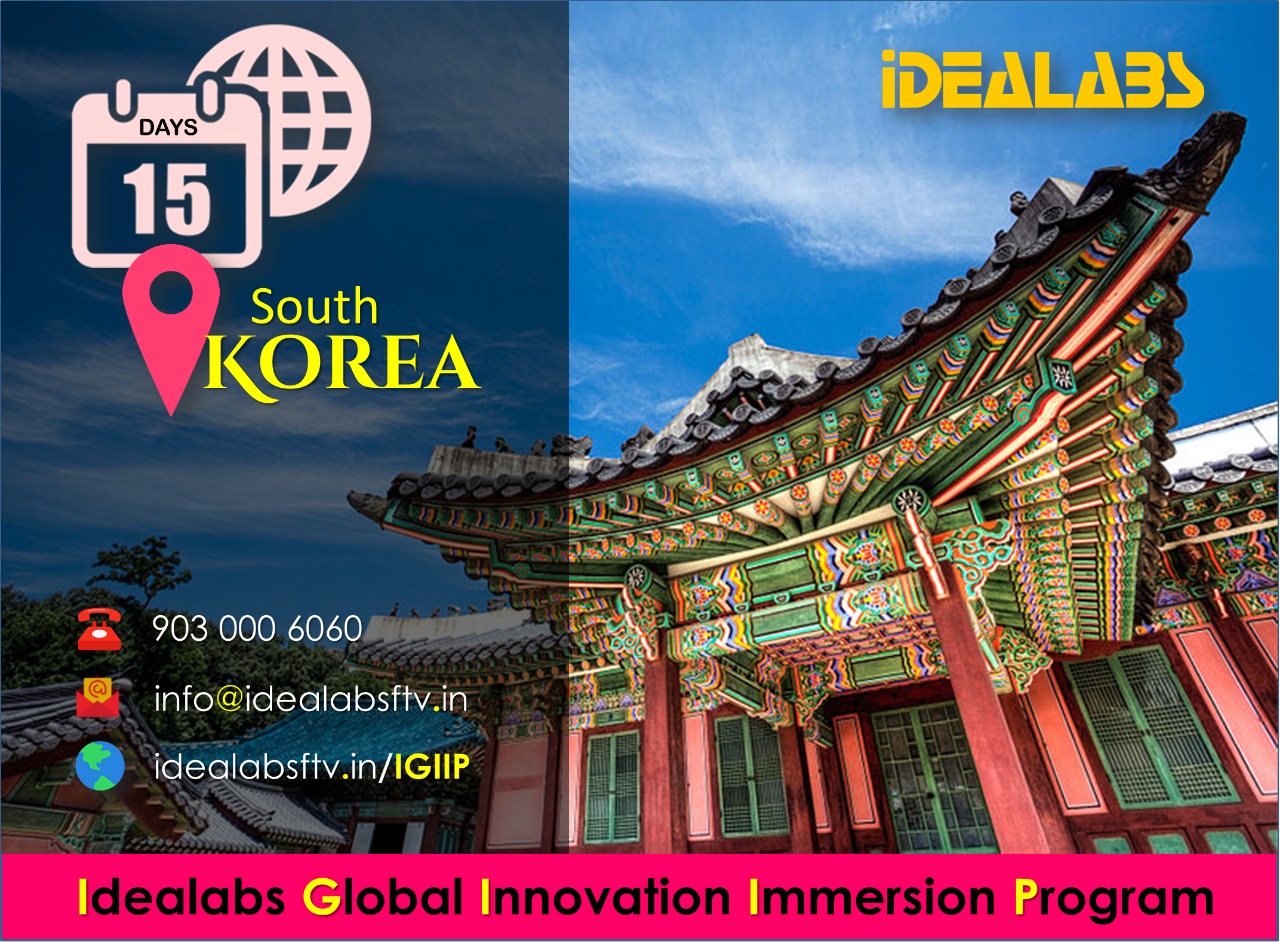 iDEALABS
DAYS
15
South
KOREA
903 000 6060
info@idealabsftv.in
idealabsftv.in/IGIIP
Idealabs Global Innovation Immersion Program